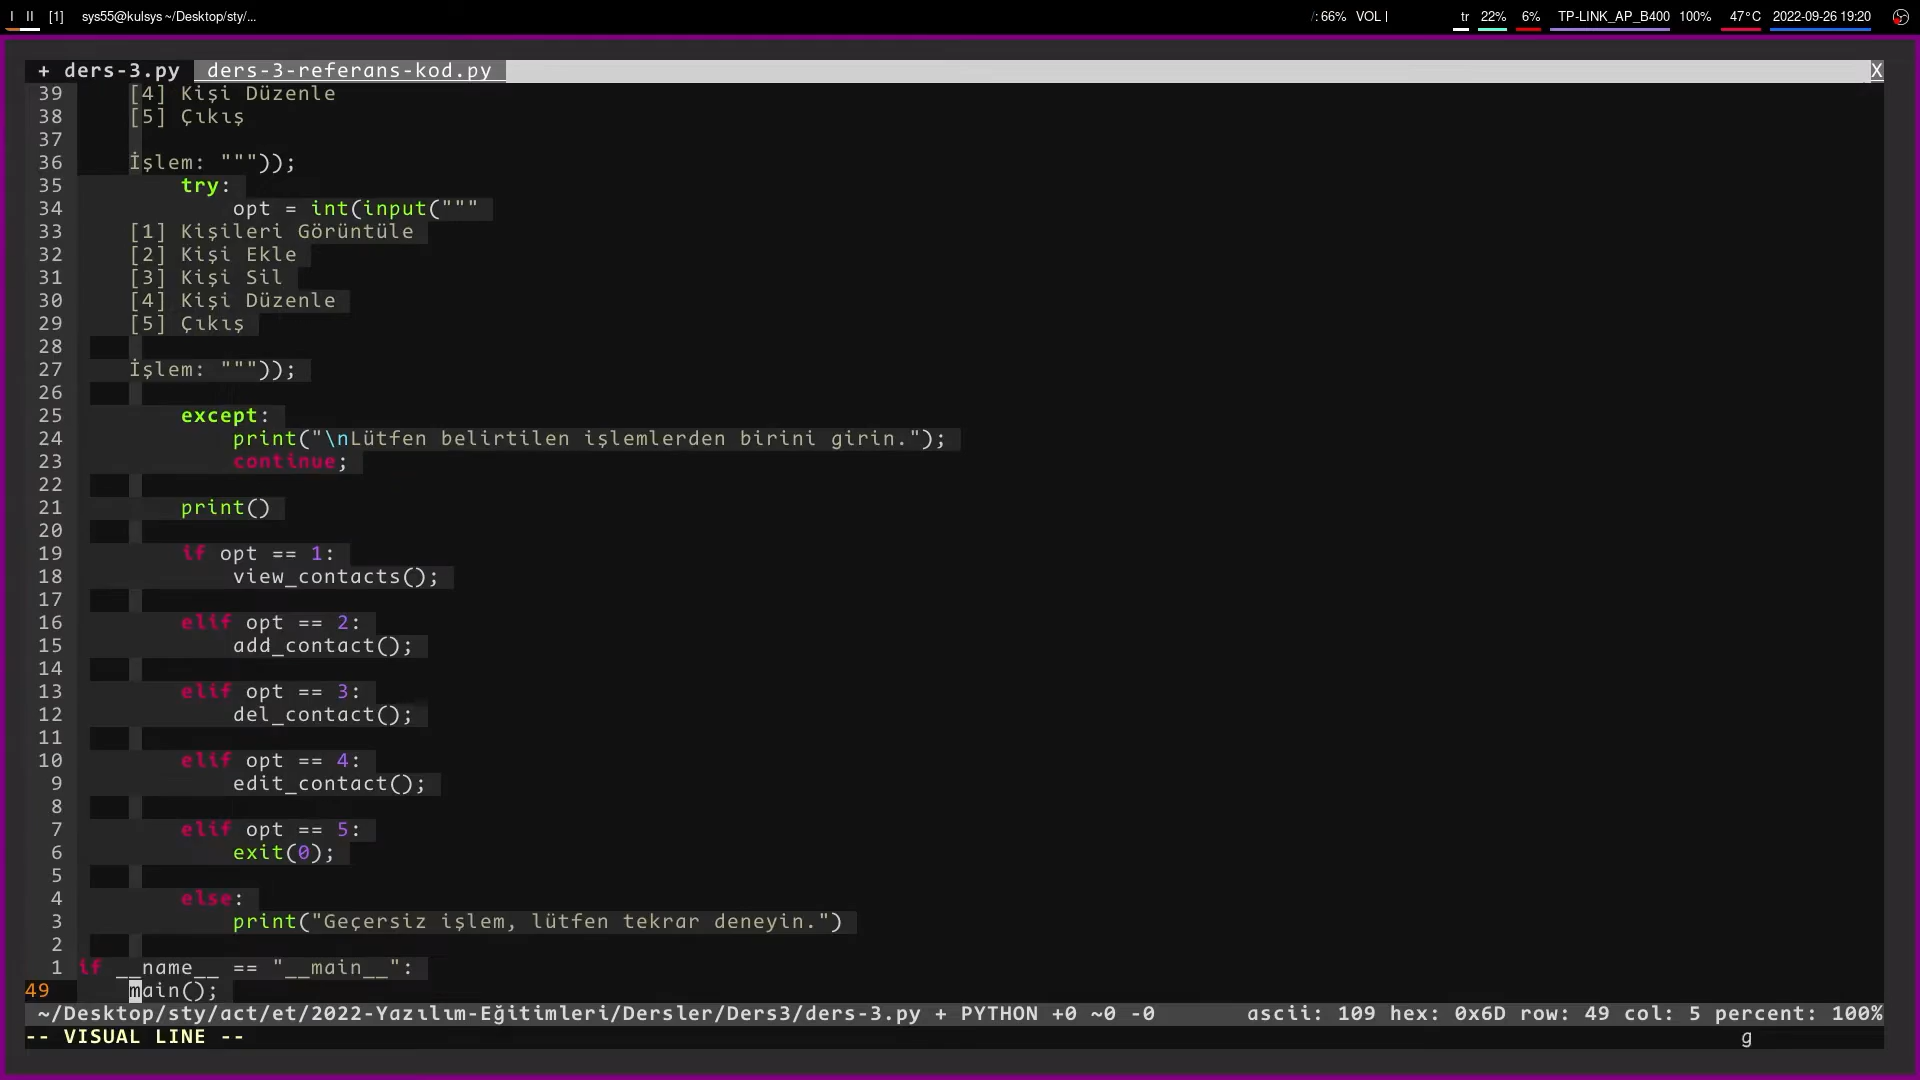 I II [1] sys55@kulsys ~/Desktop/sty/... /: 66% VOL | tr 22% 6% TP-LINK_AP_B400 100% 47°C 2022-09-26 19:20
+ ders-3.py ders-3-referans-kod.py X
39 [4] Kişi Düzenle
38 [5] Çıkış
37
36 İşlem: """));
35 try:
34 opt = int(input("""
33 [1] Kişileri Görüntüle
32 [2] Kişi Ekle
31 [3] Kişi Sil
30 [4] Kişi Düzenle
29 [5] Çıkış
28
27 İşlem: """));
26
25 except:
24 print("\nLütfen belirtilen işlemlerden birini girin.");
23 continue;
22
21 print()
20
19 if opt == 1:
18 view_contacts();
17
16 elif opt == 2:
15 add_contact();
14
13 elif opt == 3:
12 del_contact();
11
10 elif opt == 4:
9 edit_contact();
8
7 elif opt == 5:
6 exit(0);
5
4 else:
3 print("Geçersiz işlem, lütfen tekrar deneyin.")
2
1 if __name__ == "__main__":
49 main();
~/Desktop/sty/act/et/2022-Yazılım-Eğitimleri/Dersler/Ders3/ders-3.py + PYTHON +0 ~0 -0 ascii: 109 hex: 0x6D row: 49 col: 5 percent: 100%
-- VISUAL LINE -- g